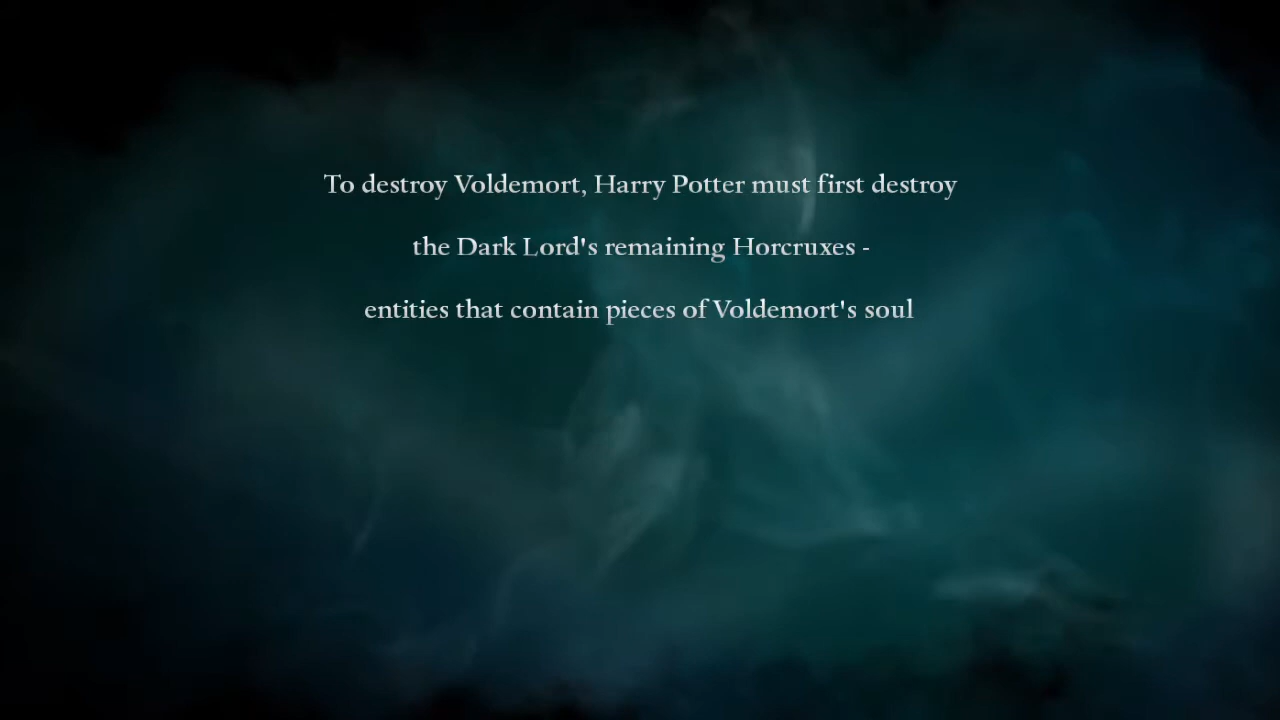 To destroy Voldemort, Harry Potter must first destroy
the Dark Lord's remaining Horcruxes -
entities that contain pieces of Voldemort's soul